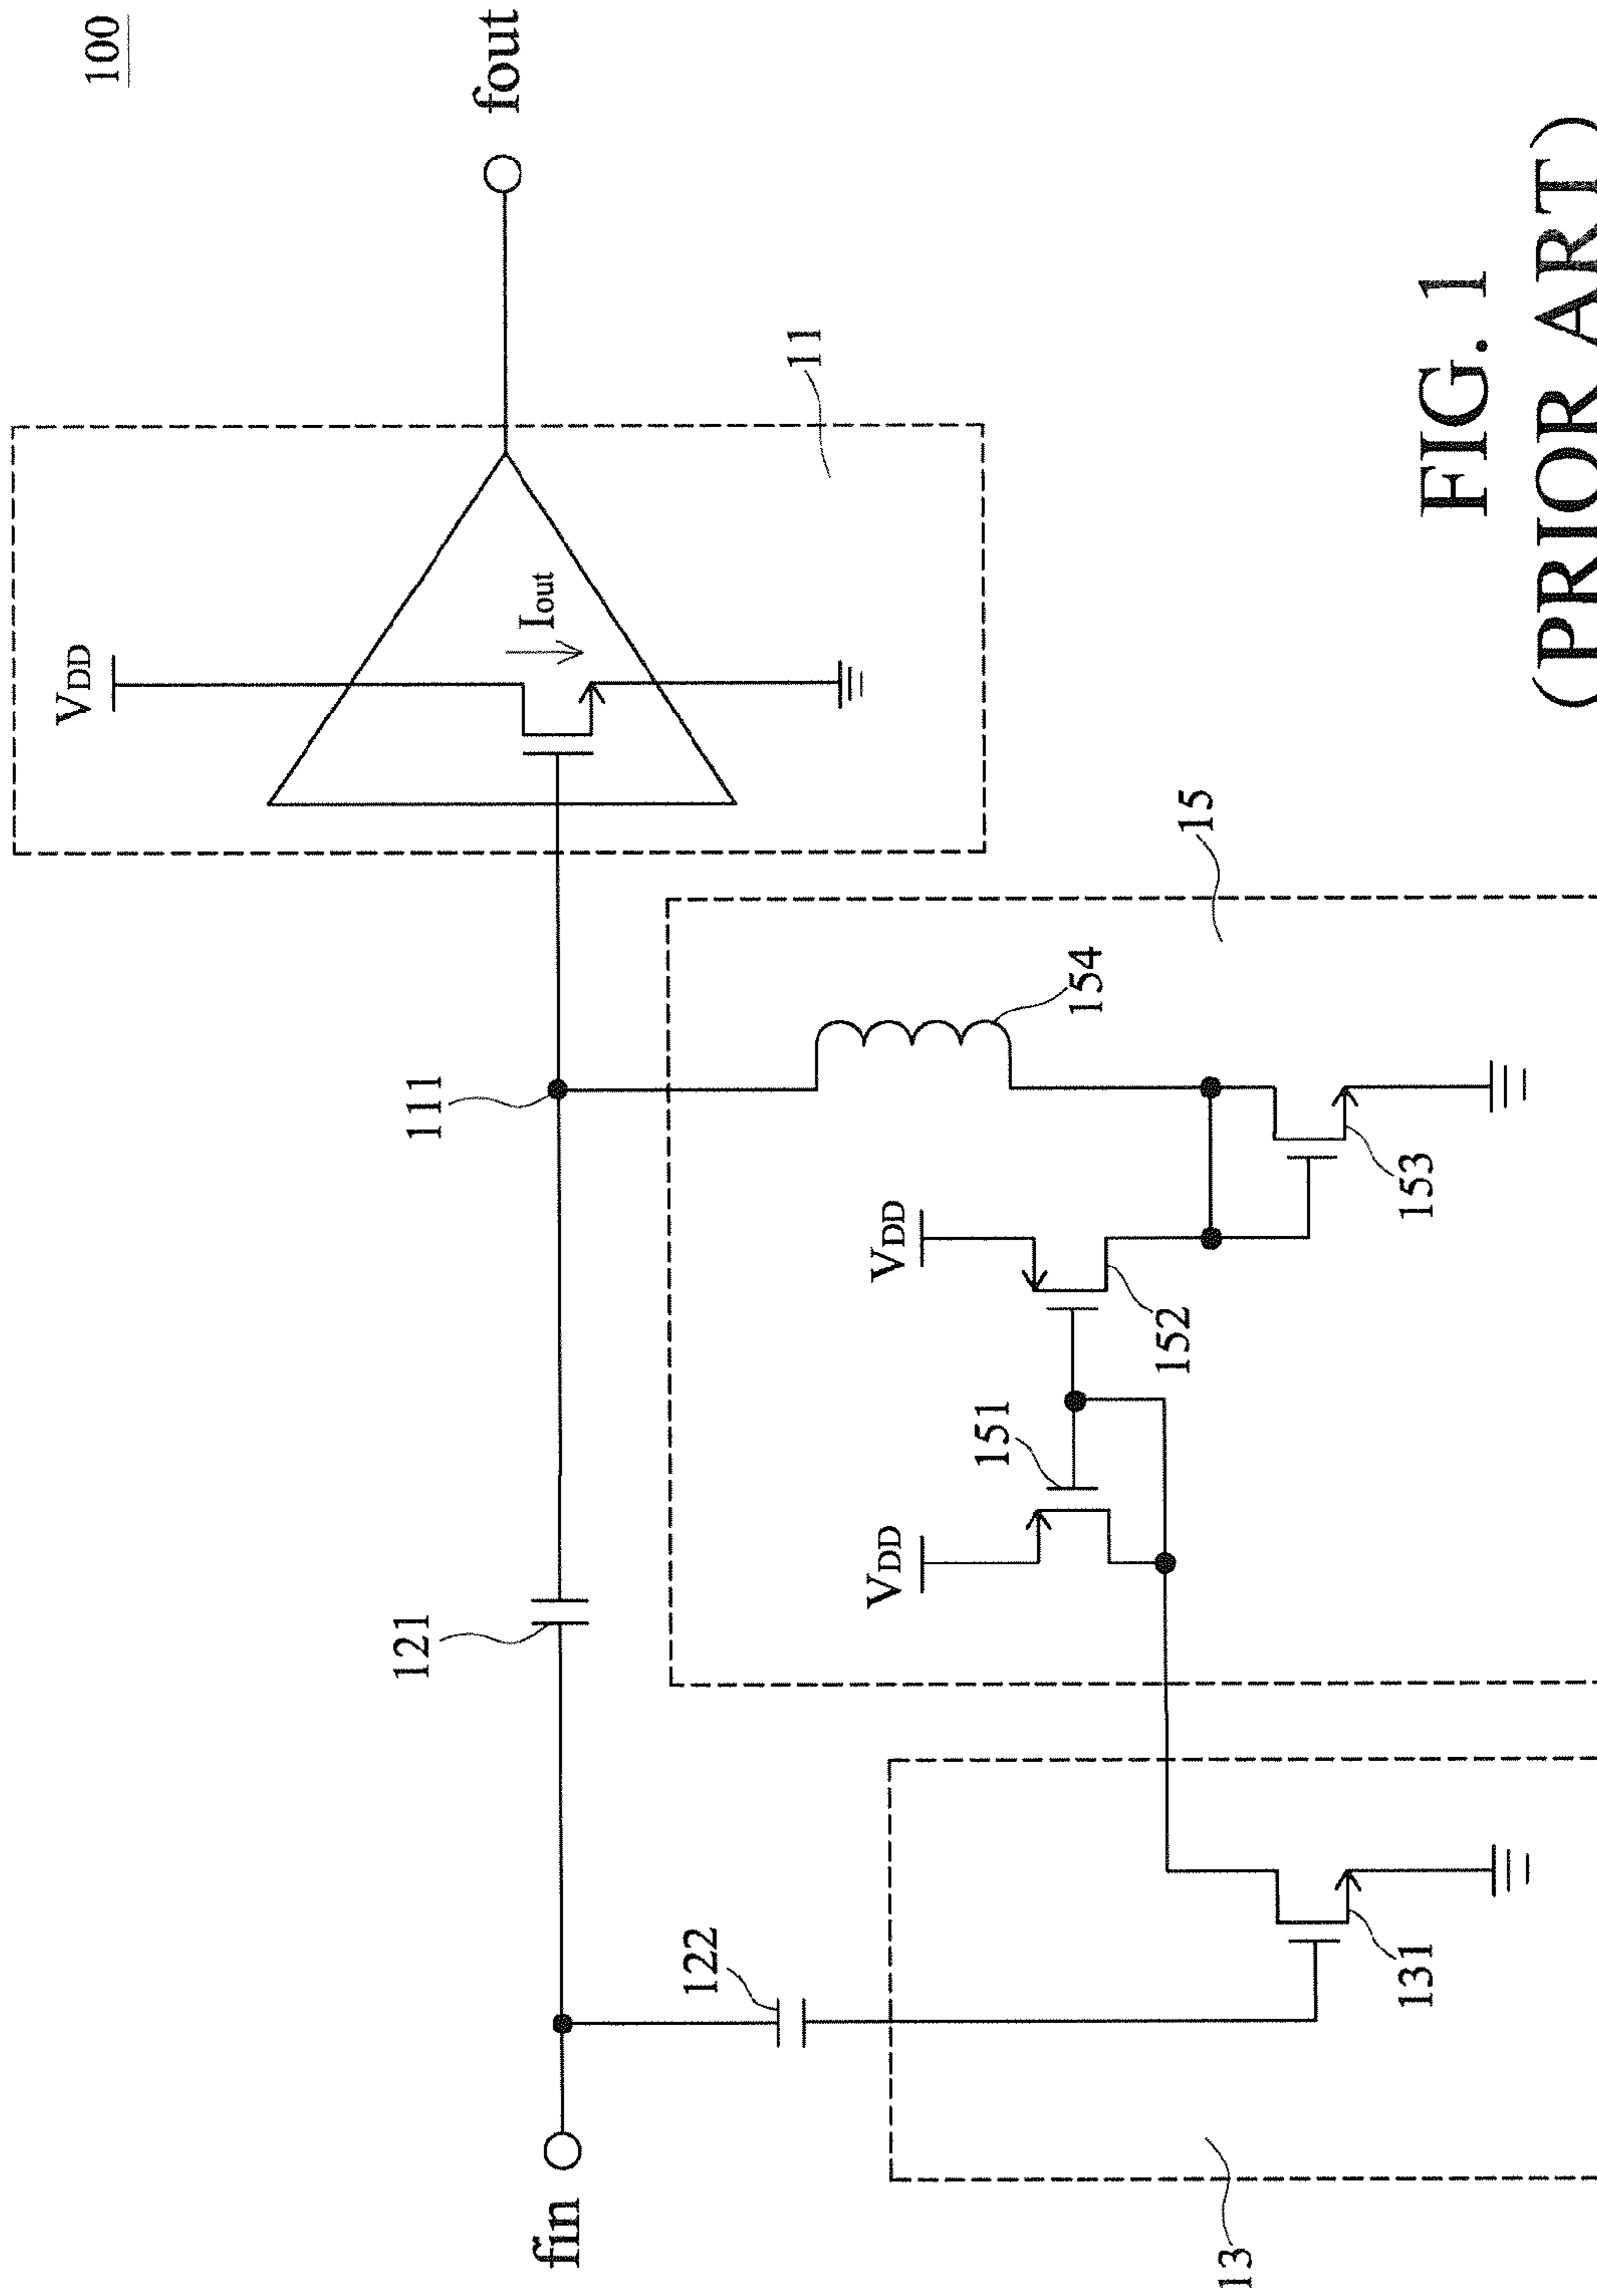 100
fin
fout
VDD
Iout
11
111
121
122
15
154
VDD
VDD
151
152
153
13
131
FIG. 1
(PRIOR ART)